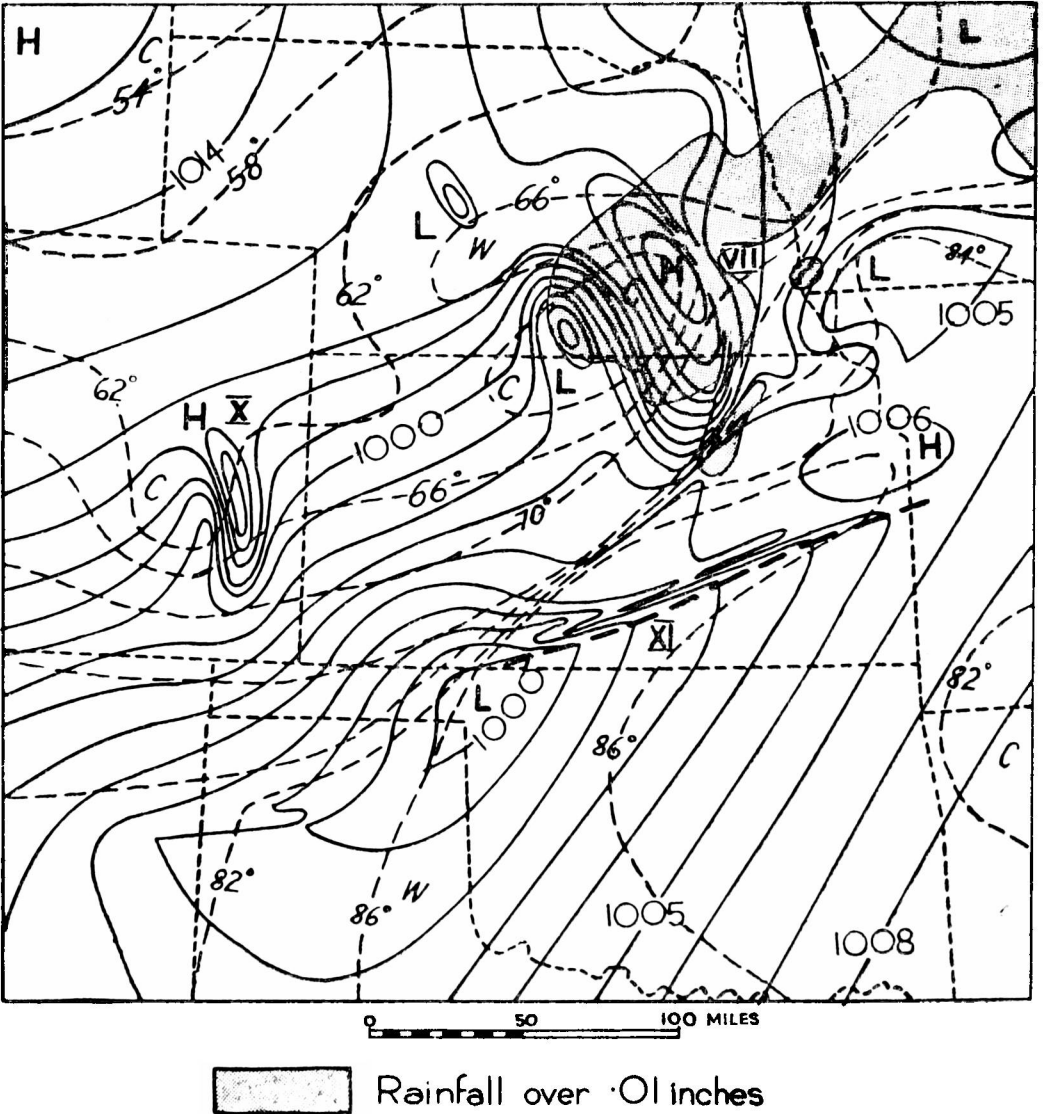 H
C
L
54°
1014
58°
66°
L
W
62°
H
VII
L
84°
1005
62°
H
X
C
L
1000
1006
H
C
66°
70°
XI
L
1000
86°
82°
C
82°
W
86°
1005
1008
0 50 100 MILES
Rainfall over ·01 inches